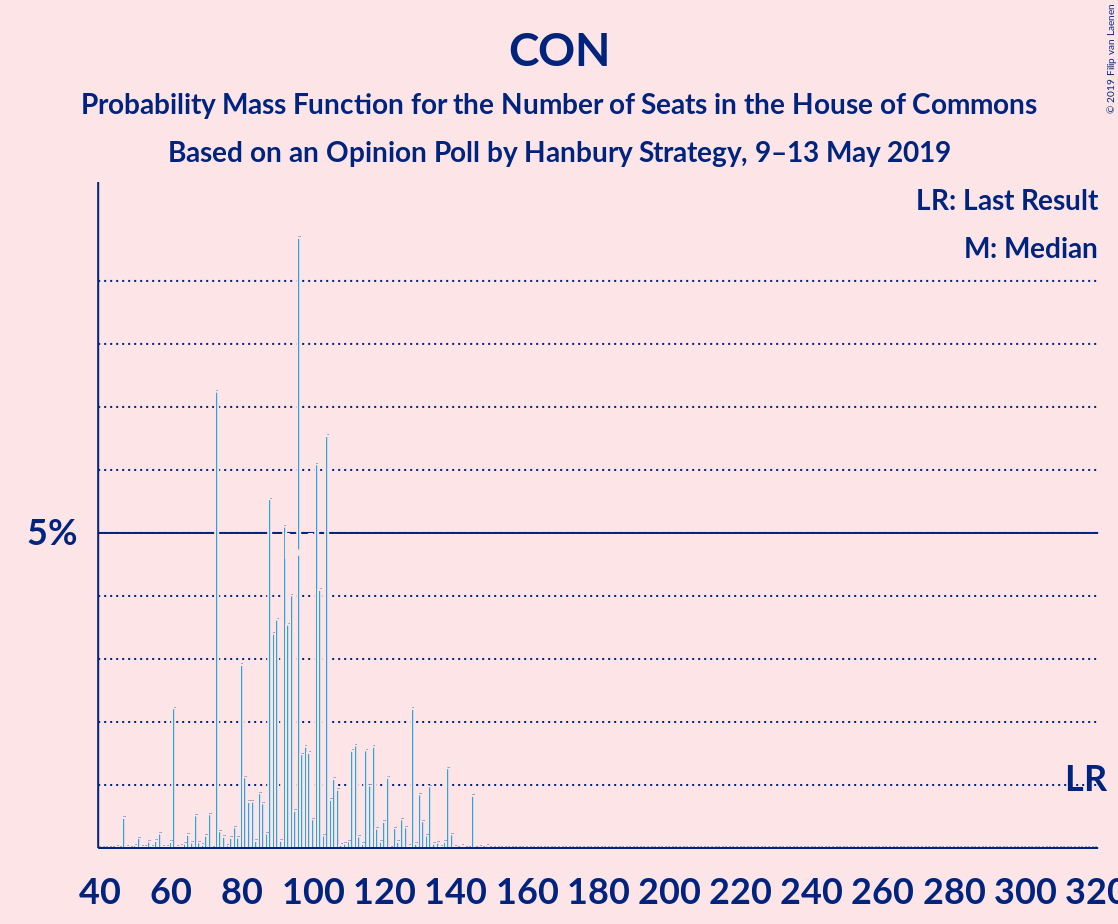 CON
Probability Mass Function for the Number of Seats in the House of Commons
Based on an Opinion Poll by Hanbury Strategy, 9–13 May 2019
© 2019 Filip van Laenen
LR: Last Result
M: Median
5%
LR
40 60 80 100 120 140 160 180 200 220 240 260 280 300 320